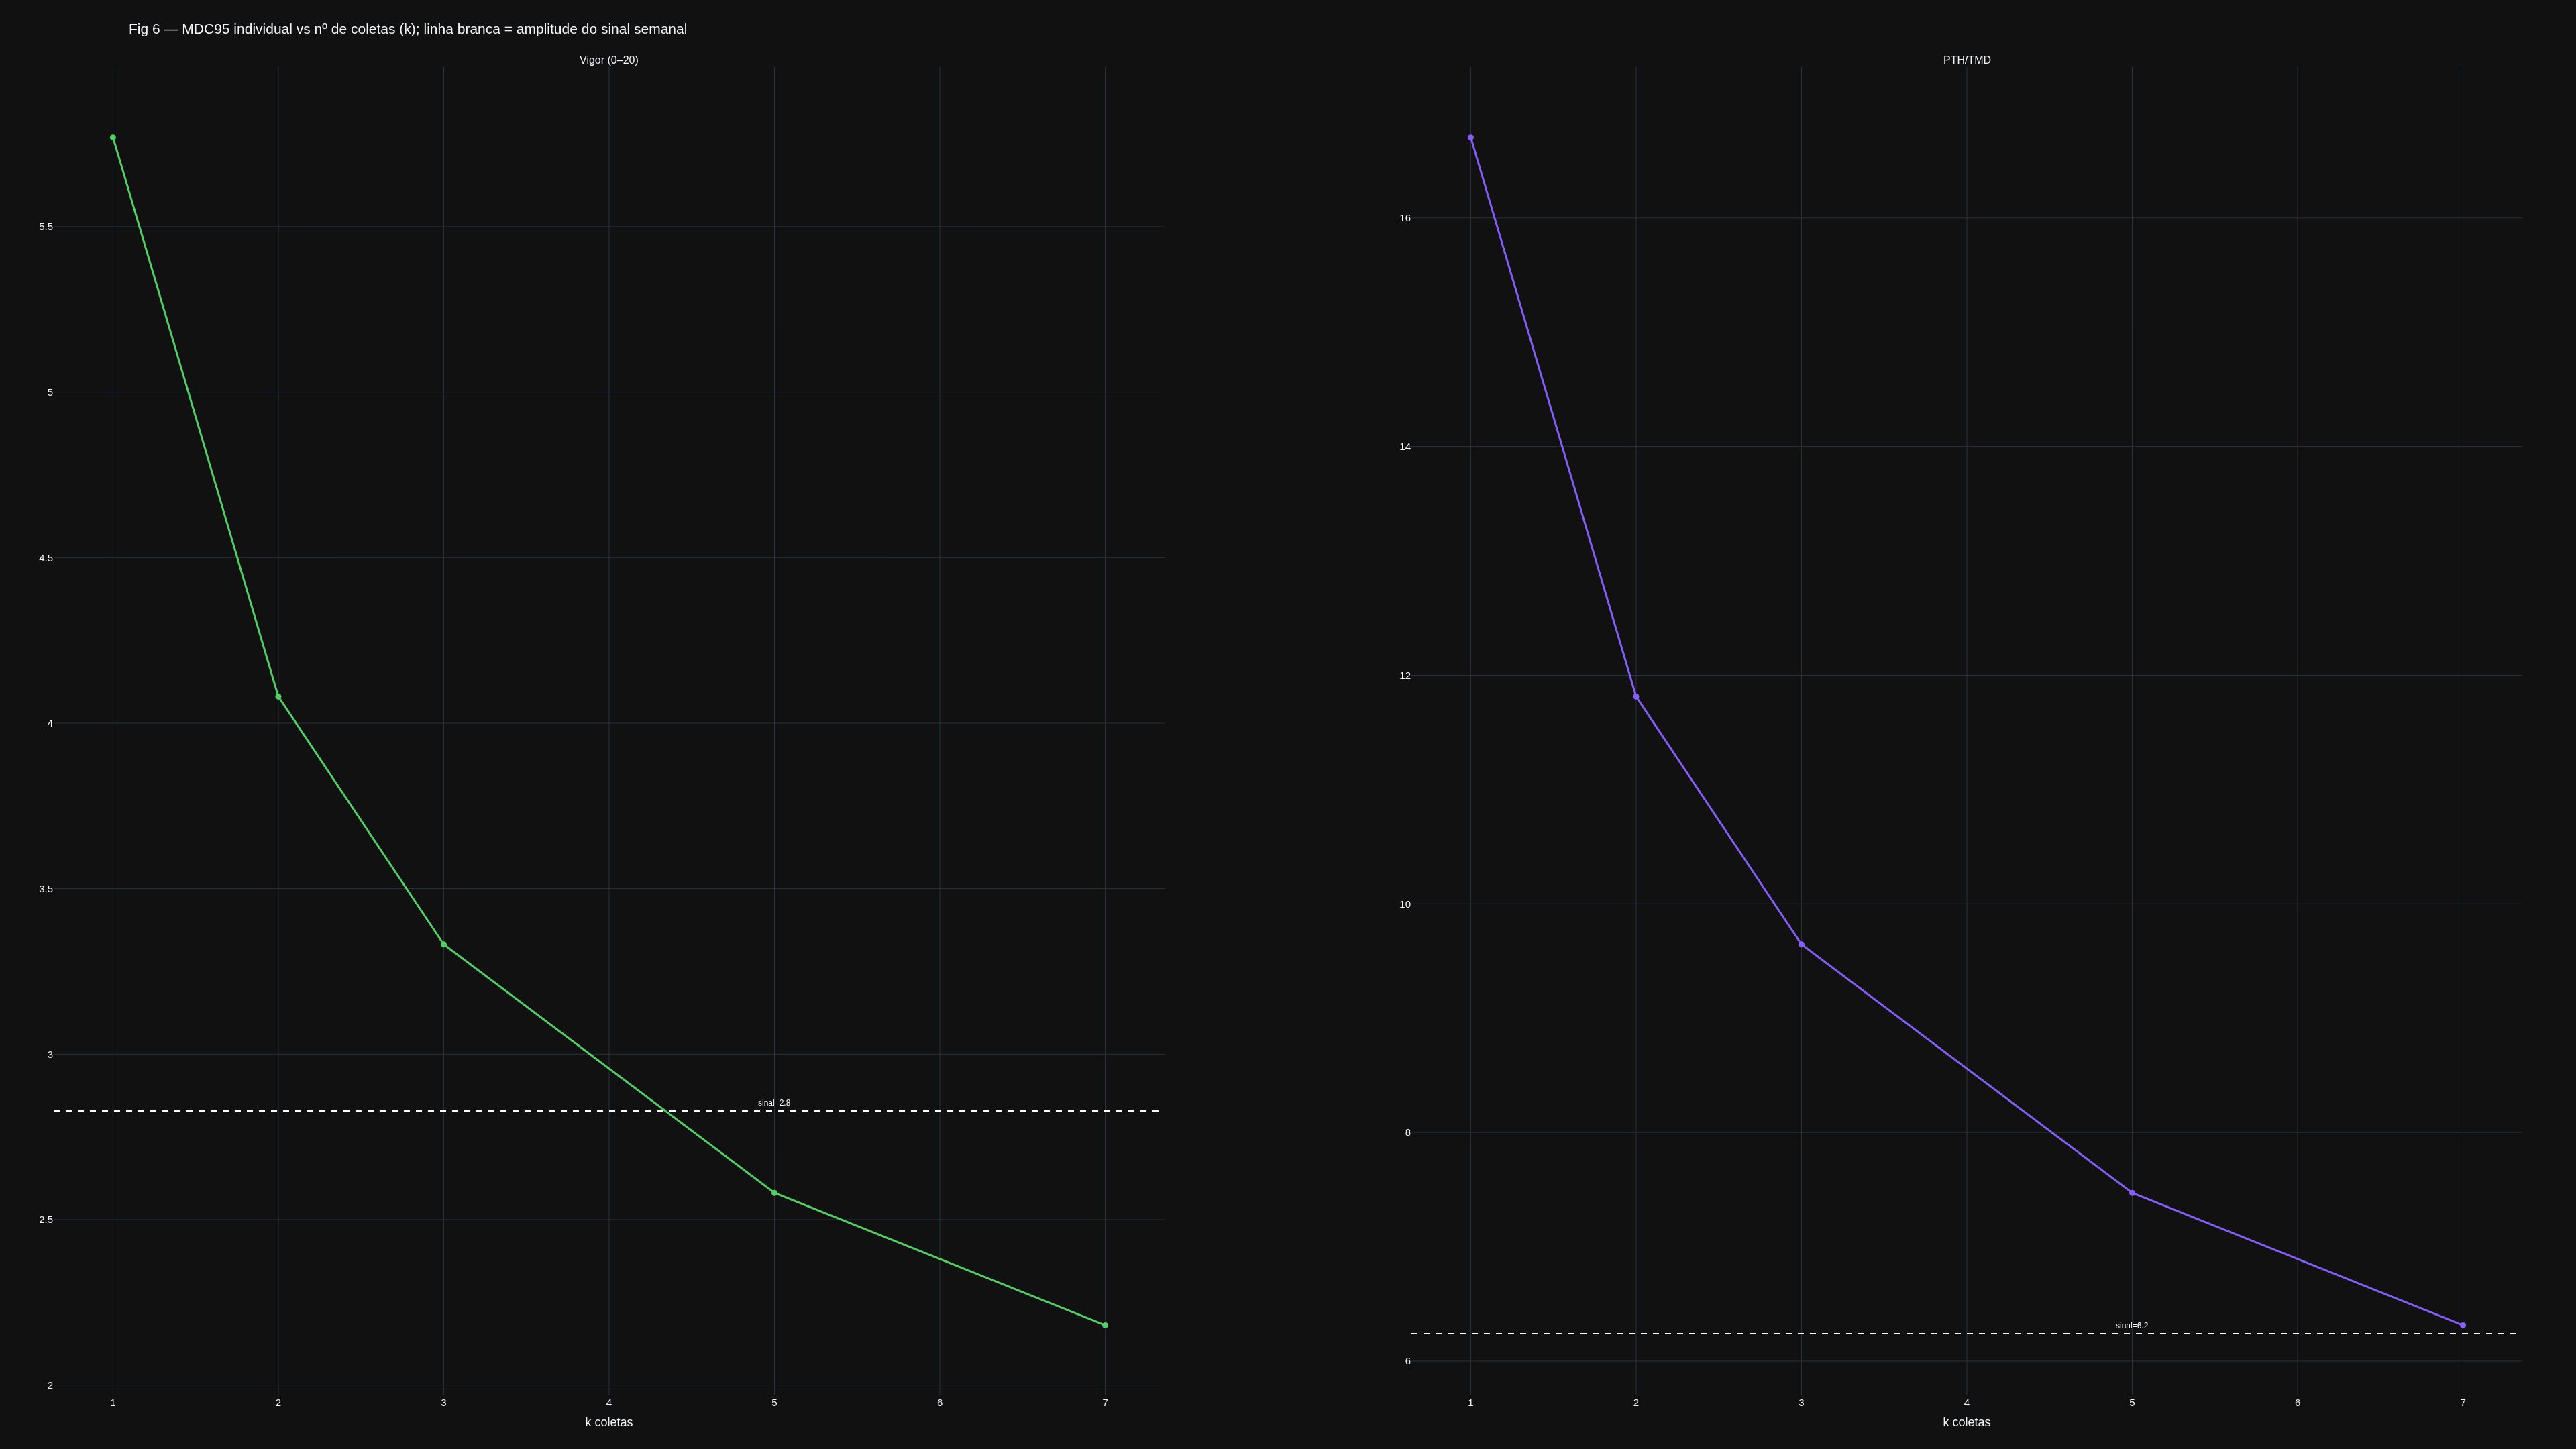 Fig 6 — MDC95 individual vs nº de coletas (k); linha branca = amplitude do sinal semanal
Vigor (0–20)
5.5
5
4.5
4
3.5
3
2.5
2
sinal=2.8
1 2 3 4 5 6 7
k coletas
PTH/TMD
16
14
12
10
8
6
sinal=6.2
1 2 3 4 5 6 7
k coletas